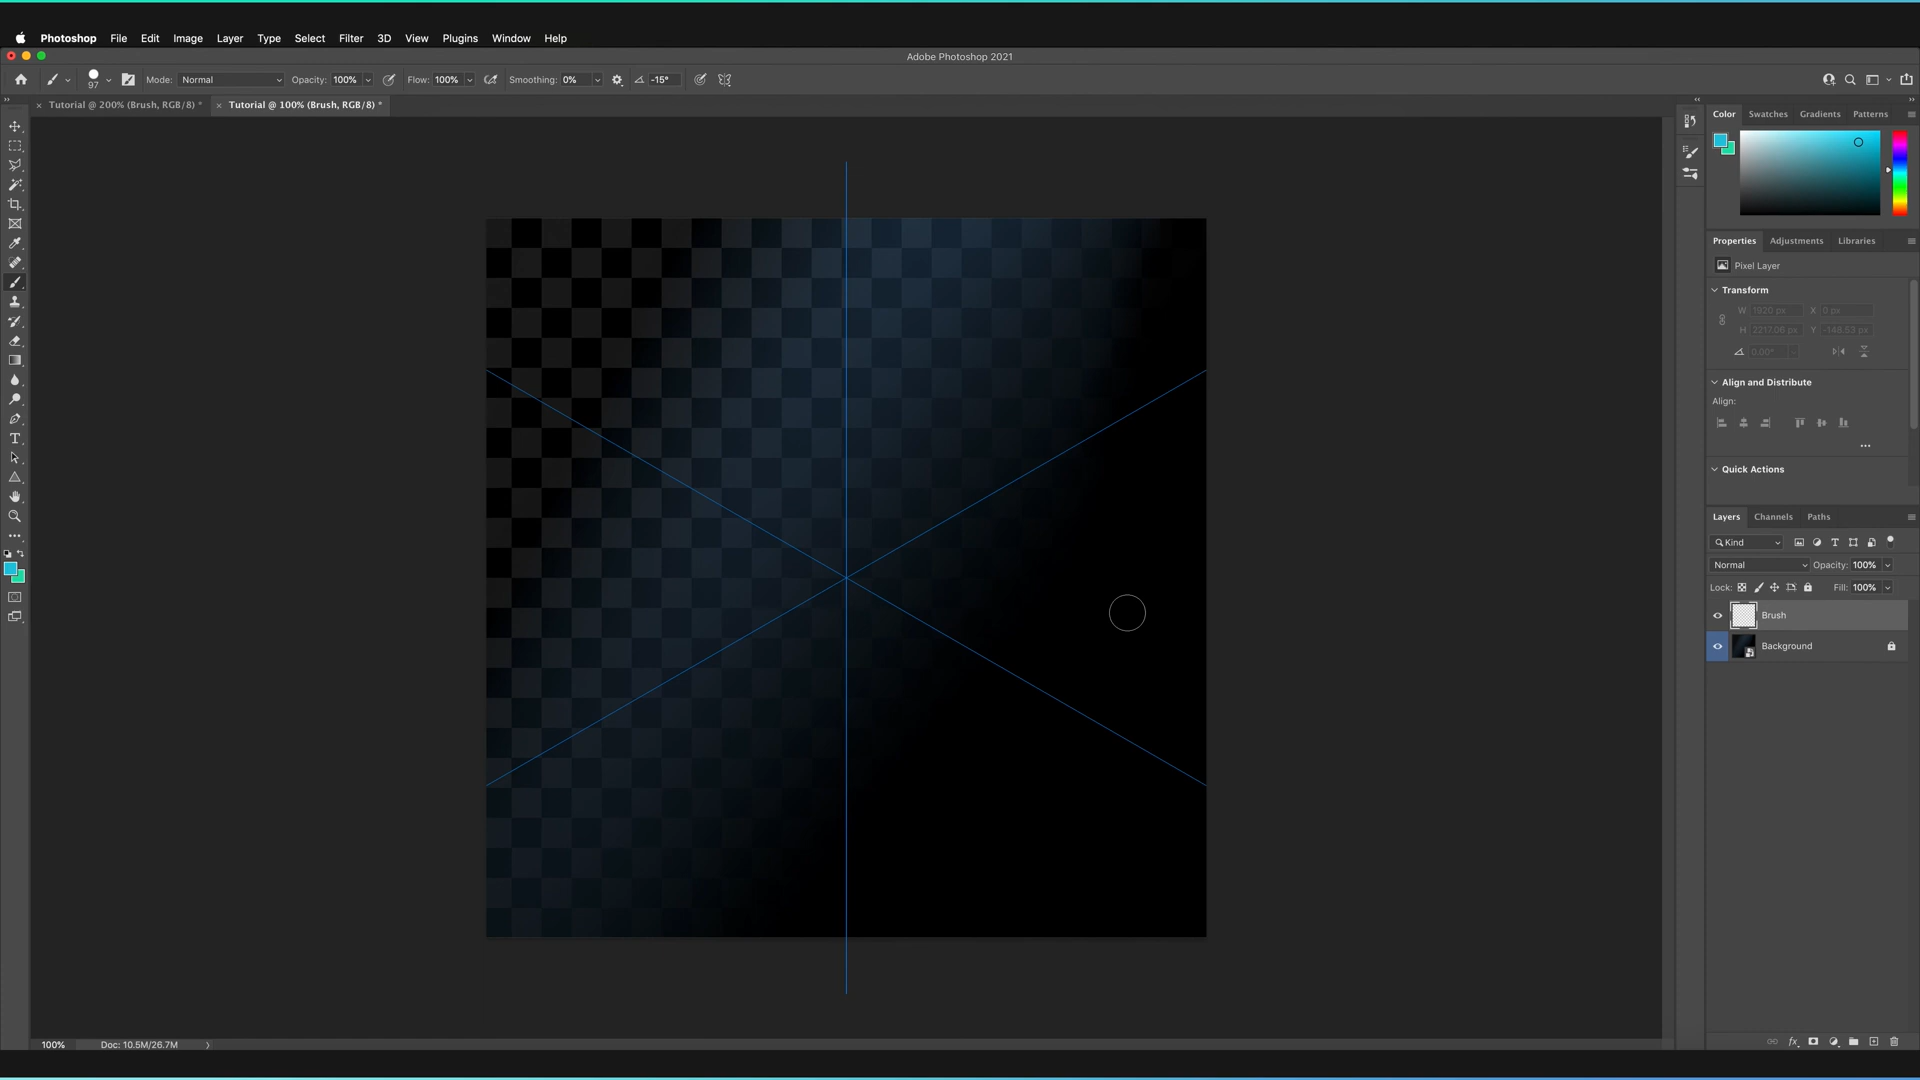 Photoshop File Edit Image Layer Type Select Filter 3D View Plugins Window Help
Adobe Photoshop 2021
97 Mode: Normal Opacity: 100% Flow: 100% Smoothing: 0% -15°
Tutorial @ 200% (Brush, RGB/8) * Tutorial @ 100% (Brush, RGB/8) *
Color Swatches Gradients Patterns
Properties Adjustments Libraries
Pixel Layer
Transform
W 1920 px X 0 px
H 2217.06 px Y -148.53 px
0.00°
Align and Distribute
Align:
Quick Actions
Layers Channels Paths
Kind
Normal Opacity: 100%
Lock: Fill: 100%
Brush
Background
fx
100% Doc: 10.5M/26.7M